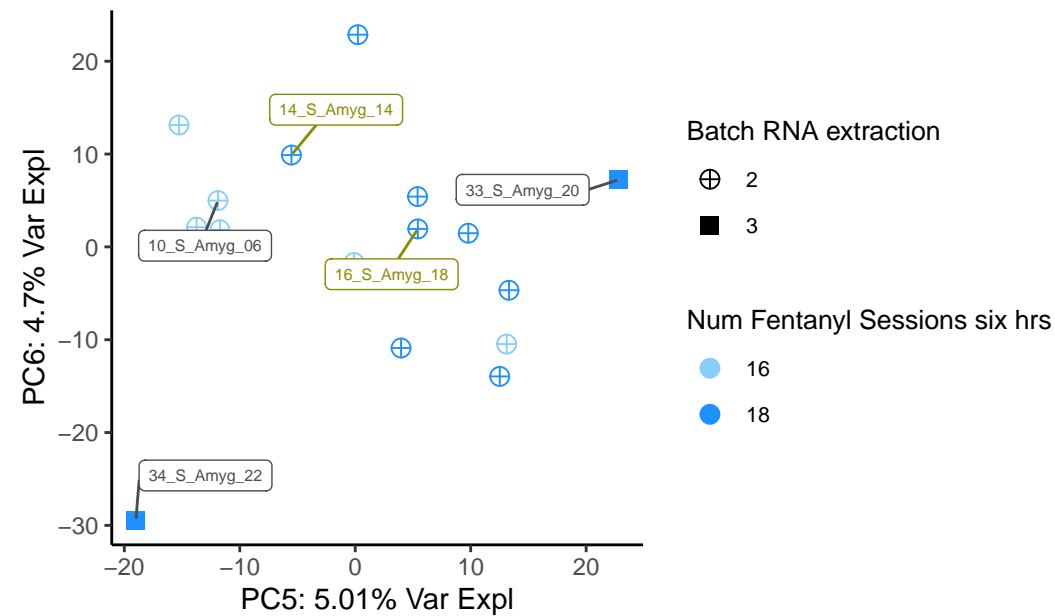 PC6: 4.7% Var Expl
20
10
0
−10
−20
−30
14_S_Amyg_14
33_S_Amyg_20
10_S_Amyg_06
16_S_Amyg_18
34_S_Amyg_22
−20
−10
0
10
20
PC5: 5.01% Var Expl
Batch RNA extraction
2
3
Num Fentanyl Sessions six hrs
16
18